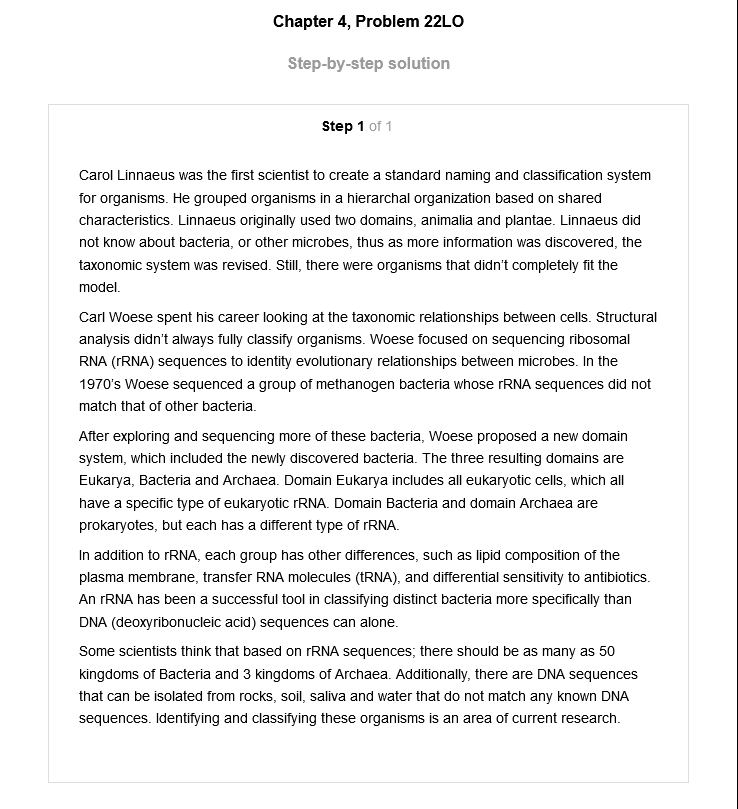 Chapter 4, Problem 22LO
Step-by-step solution
Step 1 of 1
Carol Linnaeus was the first scientist to create a standard naming and classification system
for organisms. He grouped organisms in a hierarchal organization based on shared
characteristics. Linnaeus originally used two domains, animalia and plantae. Linnaeus did
not know about bacteria, or other microbes, thus as more information was discovered, the
taxonomic system was revised. Still, there were organisms that didn't completely fit the
model.
Carl Woese spent his career looking at the taxonomic relationships between cells. Structural
analysis didn't always fully classify organisms. Woese focused on sequencing ribosomal
RNA (rRNA) sequences to identity evolutionary relationships between microbes. In the
1970's Woese sequenced a group of methanogen bacteria whose rRNA sequences did not
match that of other bacteria.
After exploring and sequencing more of these bacteria, Woese proposed a new domain
system, which included the newly discovered bacteria. The three resulting domains are
Eukarya, Bacteria and Archaea. Domain Eukarya includes all eukaryotic cells, which all
have a specific type of eukaryotic rRNA. Domain Bacteria and domain Archaea are
prokaryotes, but each has a different type of rRNA.
In addition to rRNA, each group has other differences, such as lipid composition of the
plasma membrane, transfer RNA molecules (tRNA), and differential sensitivity to antibiotics.
An rRNA has been a successful tool in classifying distinct bacteria more specifically than
DNA (deoxyribonucleic acid) sequences can alone.
Some scientists think that based on rRNA sequences; there should be as many as 50
kingdoms of Bacteria and 3 kingdoms of Archaea. Additionally, there are DNA sequences
that can be isolated from rocks, soil, saliva and water that do not match any known DNA
sequences. Identifying and classifying these organisms is an area of current research.